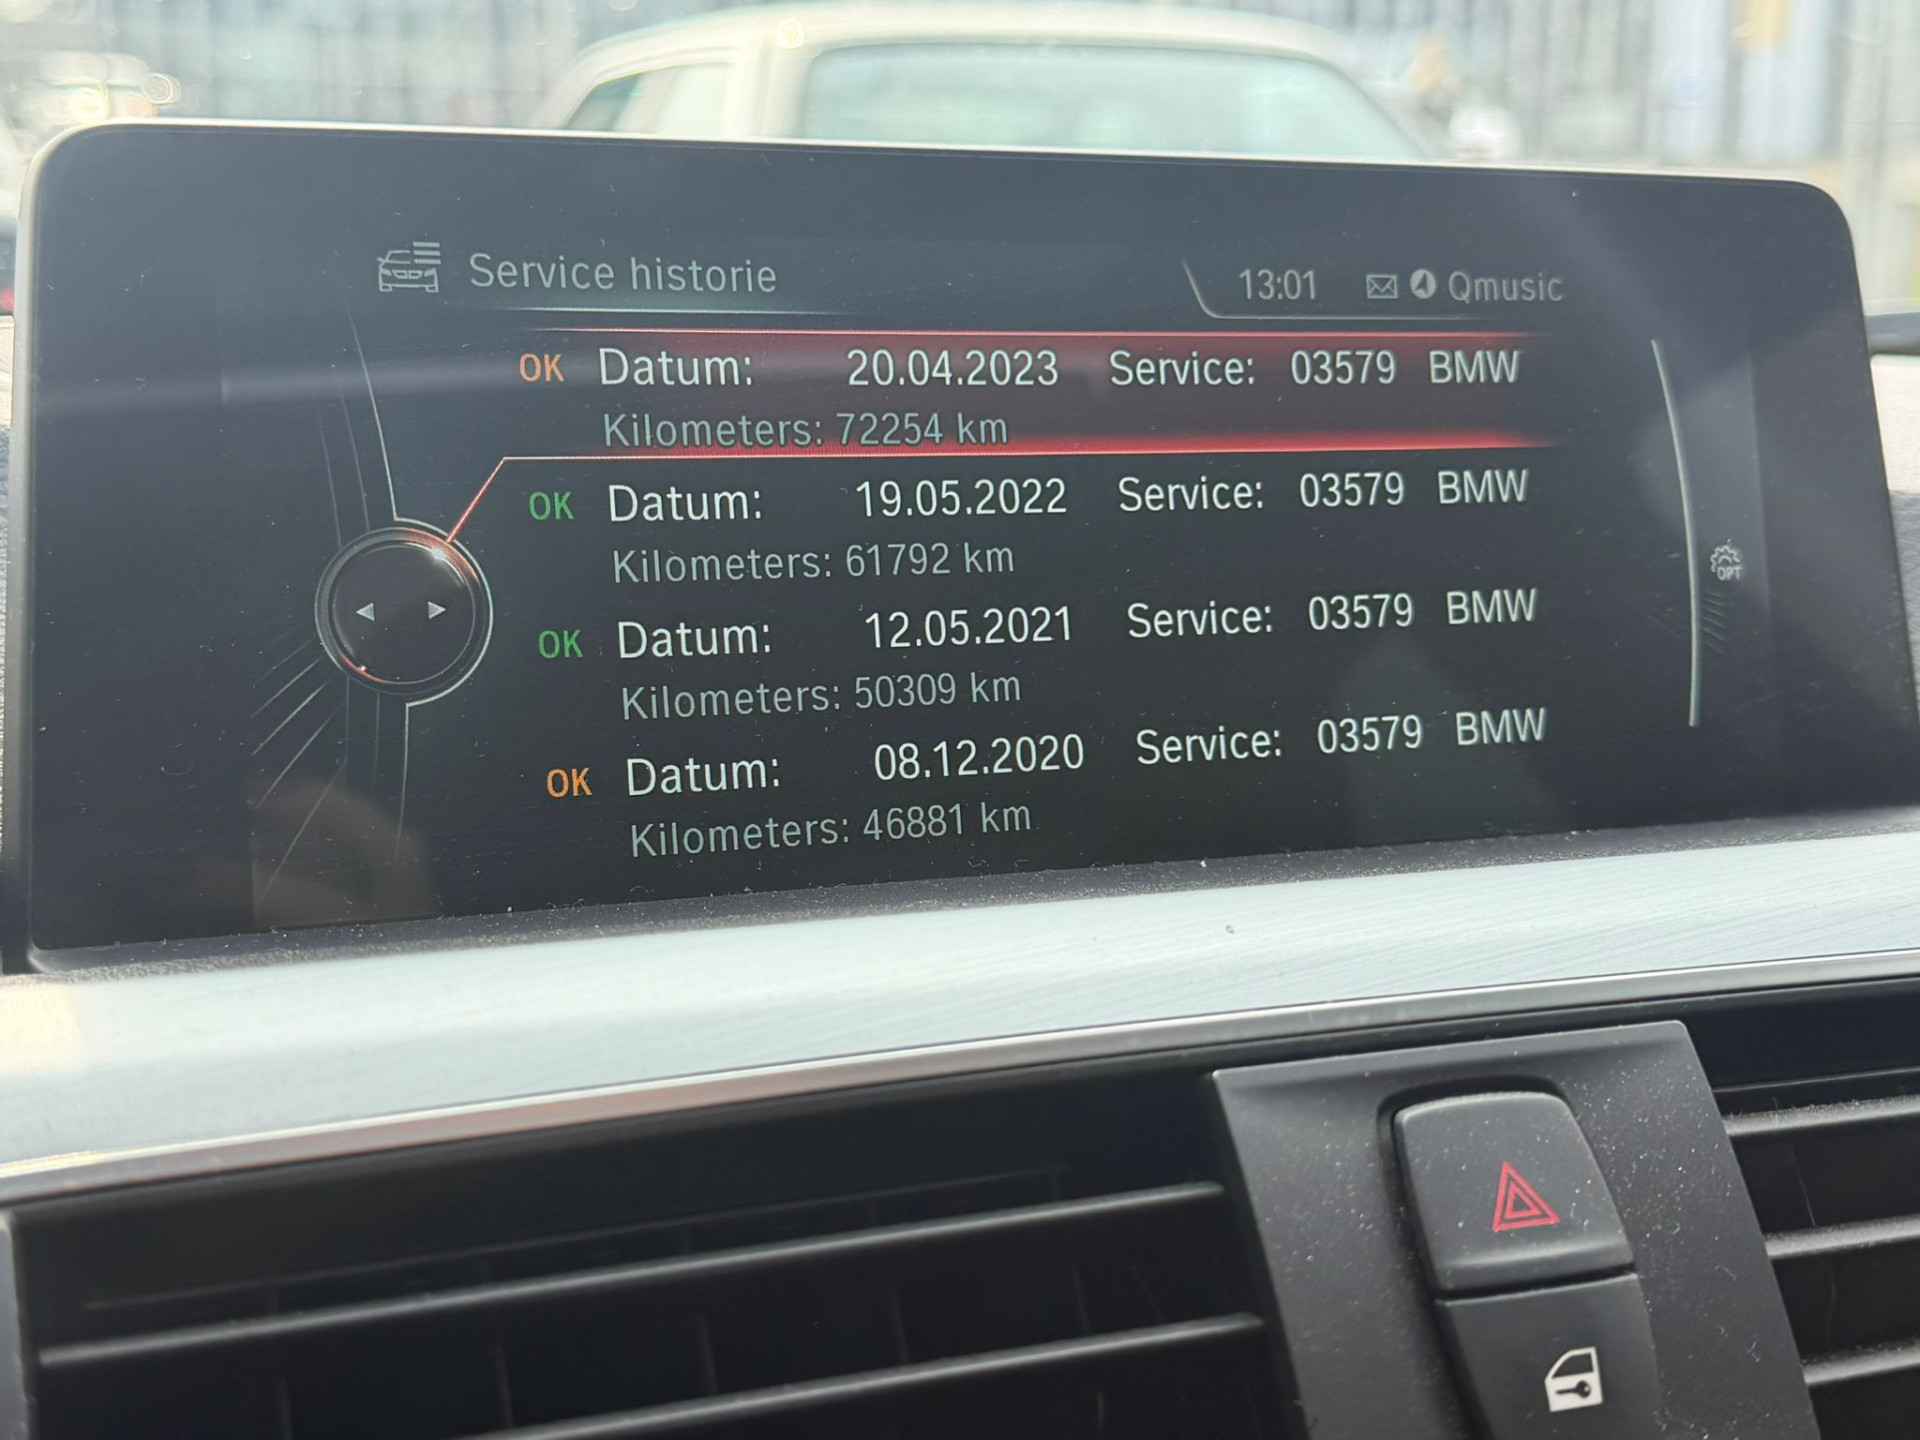 Service historie
13:01 Qmusic
OK Datum: 20.04.2023 Service: 03579 BMW
Kilometers: 72254 km
OK Datum: 19.05.2022 Service: 03579 BMW
Kilometers: 61792 km
OK Datum: 12.05.2021 Service: 03579 BMW
Kilometers: 50309 km
OK Datum: 08.12.2020 Service: 03579 BMW
Kilometers: 46881 km
OPT